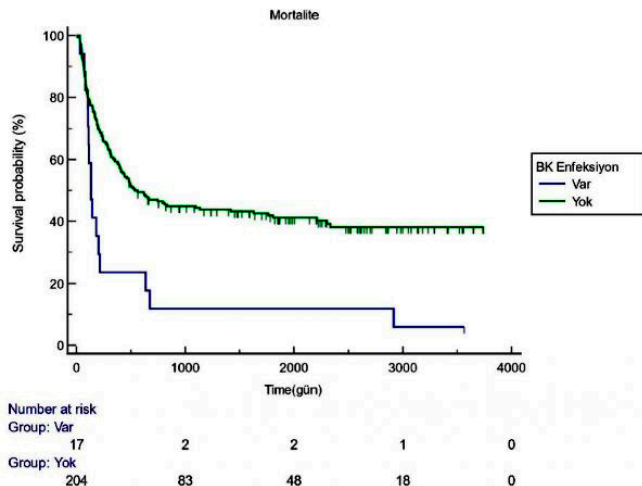 Mortalite
Survival probability (%)
100
80
60
40
20
0
0 1000 2000 3000 4000
Time(gün)
BK Enfeksiyon
Var
Yok
Number at risk
Group: Var
17 2 2 1 0
Group: Yok
204 83 48 18 0